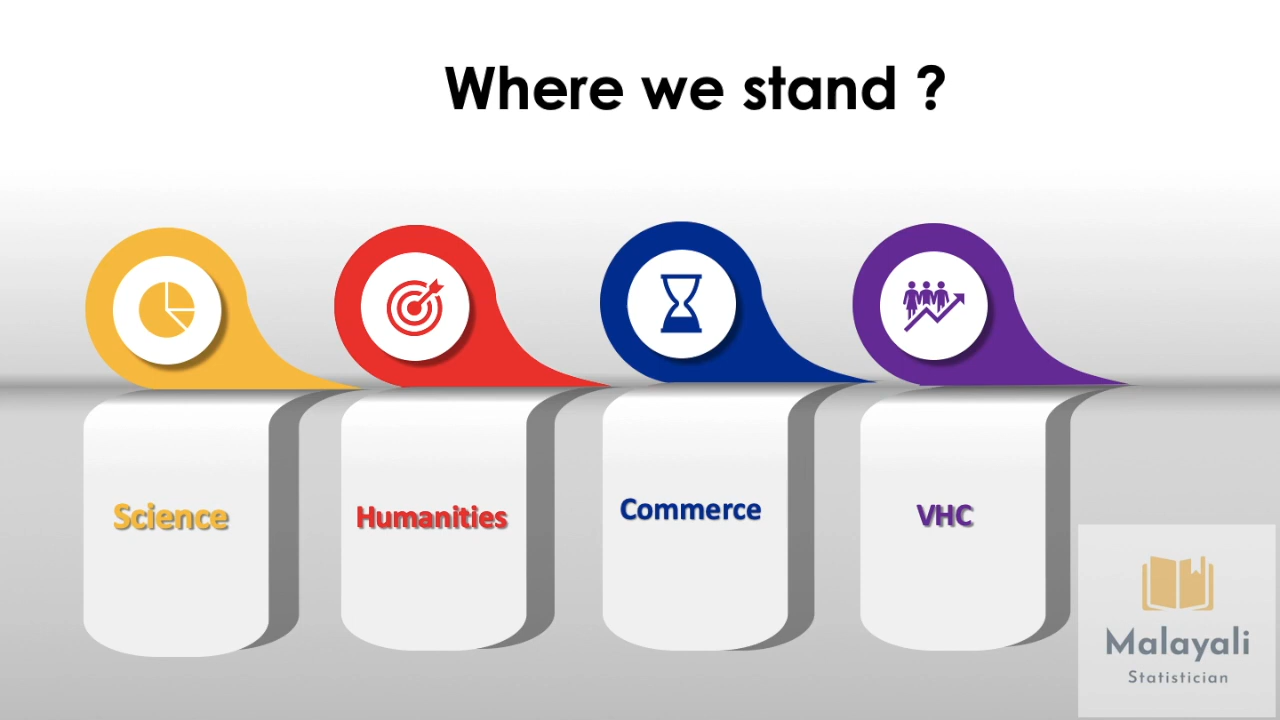 Where we stand ?
Science
Humanities
Commerce
VHC
Malayali
Statistician